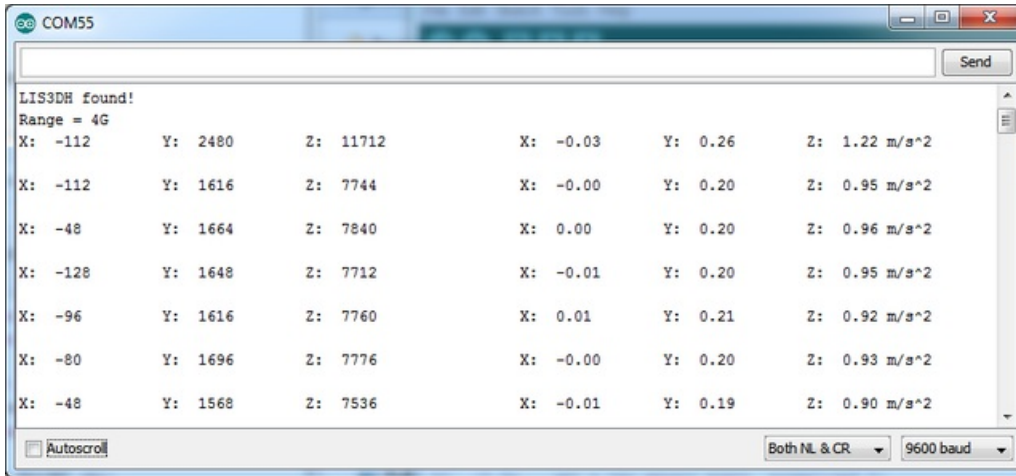 COM55
Send
LIS3DH found!
Range = 4G
X: -112 Y: 2480 Z: 11712 X: -0.03 Y: 0.26 Z: 1.22 m/s^2
X: -112 Y: 1616 Z: 7744 X: -0.00 Y: 0.20 Z: 0.95 m/s^2
X: -48 Y: 1664 Z: 7840 X: 0.00 Y: 0.20 Z: 0.96 m/s^2
X: -128 Y: 1648 Z: 7712 X: -0.01 Y: 0.20 Z: 0.95 m/s^2
X: -96 Y: 1616 Z: 7760 X: 0.01 Y: 0.21 Z: 0.92 m/s^2
X: -80 Y: 1696 Z: 7776 X: -0.00 Y: 0.20 Z: 0.93 m/s^2
X: -48 Y: 1568 Z: 7536 X: -0.01 Y: 0.19 Z: 0.90 m/s^2
Autoscroll Both NL & CR 9600 baud